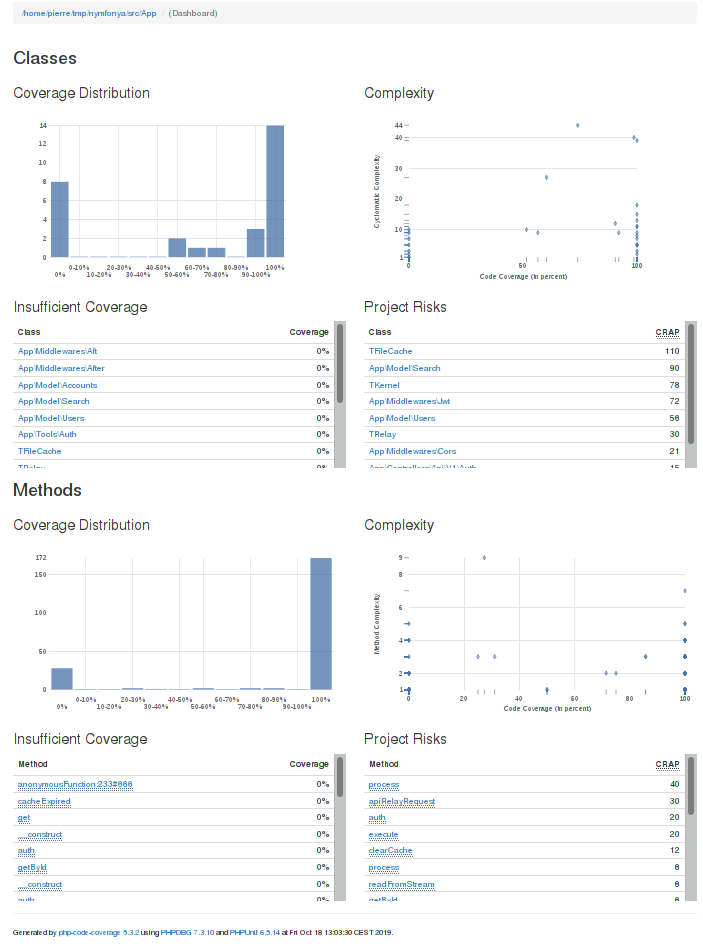 /home/pierre/tmp/nymfonya/src/App / (Dashboard)
Classes
Coverage Distribution
14
12
10
8
6
4
2
0
0-10% 20-30% 40-50% 60-70% 80-90% 100%
0% 10-20% 30-40% 50-60% 70-80% 90-100%
Complexity
44
40
30
20
10
1
0 50 100
Cyclomatic Complexity
Code Coverage (in percent)
Insufficient Coverage
Class Coverage
App\Middlewares\Aft 0%
App\Middlewares\After 0%
App\Model\Accounts 0%
App\Model\Search 0%
App\Model\Users 0%
App\Tools\Auth 0%
TFileCache 0%
TRelay 0%
Project Risks
Class CRAP
TFileCache 110
App\Model\Search 90
TKernel 78
App\Middlewares\Jwt 72
App\Model\Users 56
TRelay 30
App\Middlewares\Cors 21
App\Controllers\Api\V1\Auth 15
Methods
Coverage Distribution
172
150
100
50
0
0-10% 20-30% 40-50% 60-70% 80-90% 100%
0% 10-20% 30-40% 50-60% 70-80% 90-100%
Complexity
9
8
6
4
2
1
0 20 40 60 80 100
Method Complexity
Code Coverage (in percent)
Insufficient Coverage
Method Coverage
anonymousFunction:233#666 0%
cacheExpired 0%
get 0%
__construct 0%
auth 0%
getById 0%
__construct 0%
auth 0%
Project Risks
Method CRAP
process 40
apiRelayRequest 30
auth 20
execute 20
clearCache 12
process 6
readFromStream 6
getById 6
Generated by php-code-coverage 5.3.2 using PHPDBG 7.3.10 and PHPUnit 6.5.14 at Fri Oct 18 13:03:30 CEST 2019.